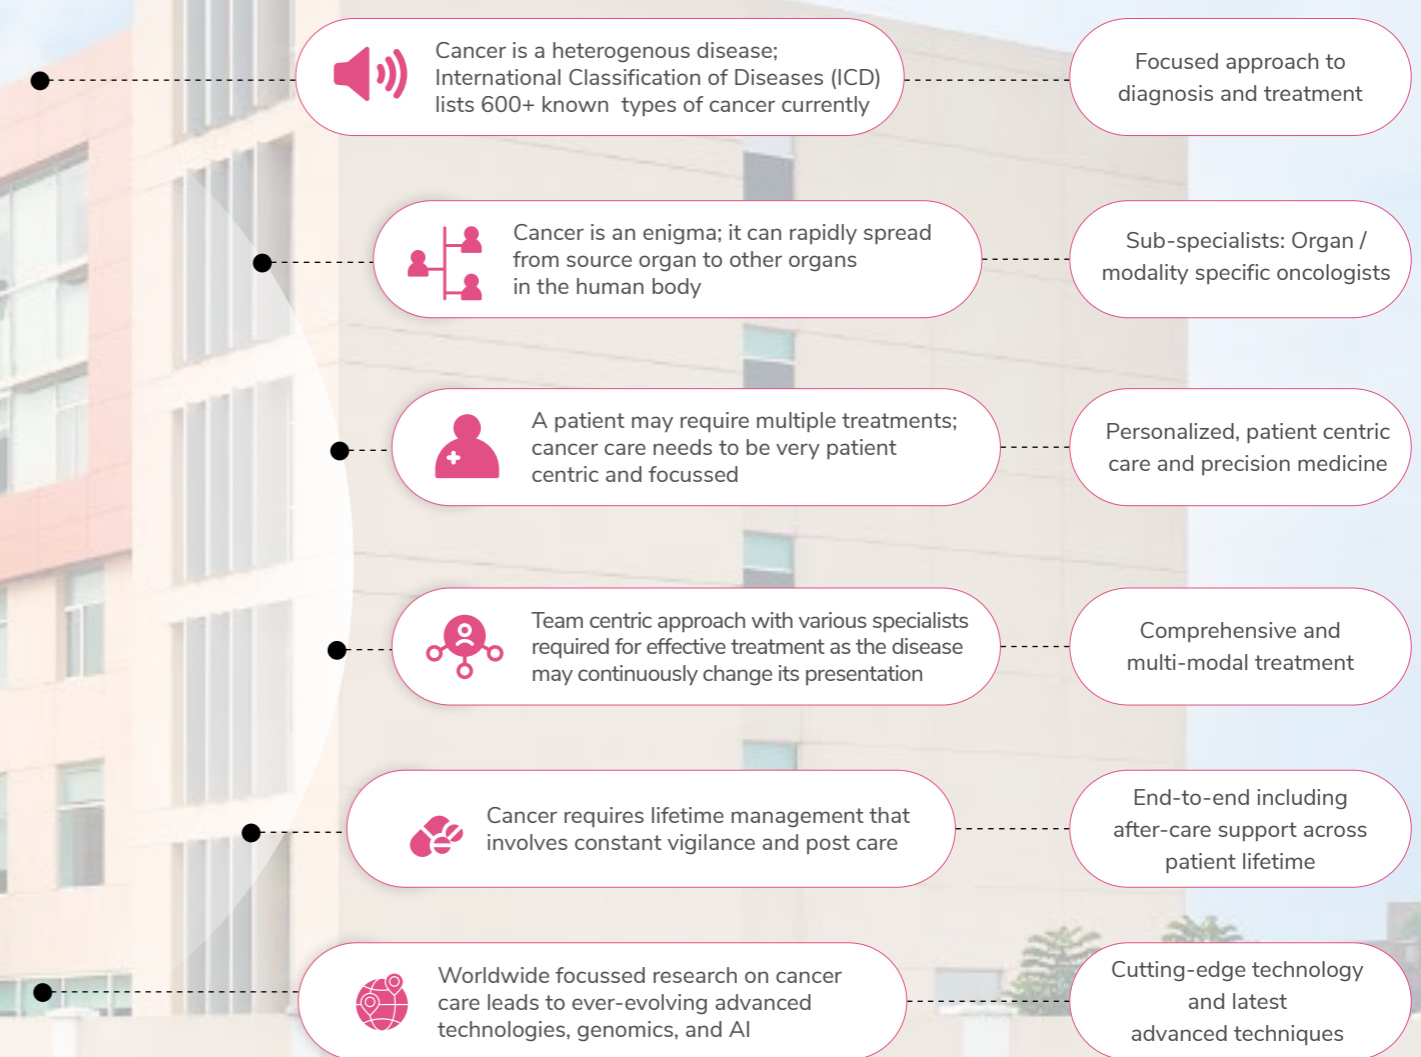 Cancer is a heterogenous disease;
International Classification of Diseases (ICD)
lists 600+ known types of cancer currently
Focused approach to
diagnosis and treatment
Cancer is an enigma; it can rapidly spread
from source organ to other organs
in the human body
Sub-specialists: Organ /
modality specific oncologists
A patient may require multiple treatments;
cancer care needs to be very patient
centric and focussed
Personalized, patient centric
care and precision medicine
Team centric approach with various specialists
required for effective treatment as the disease
may continuously change its presentation
Comprehensive and
multi-modal treatment
Cancer requires lifetime management that
involves constant vigilance and post care
End-to-end including
after-care support across
patient lifetime
Worldwide focussed research on cancer
care leads to ever-evolving advanced
technologies, genomics, and AI
Cutting-edge technology
and latest
advanced techniques